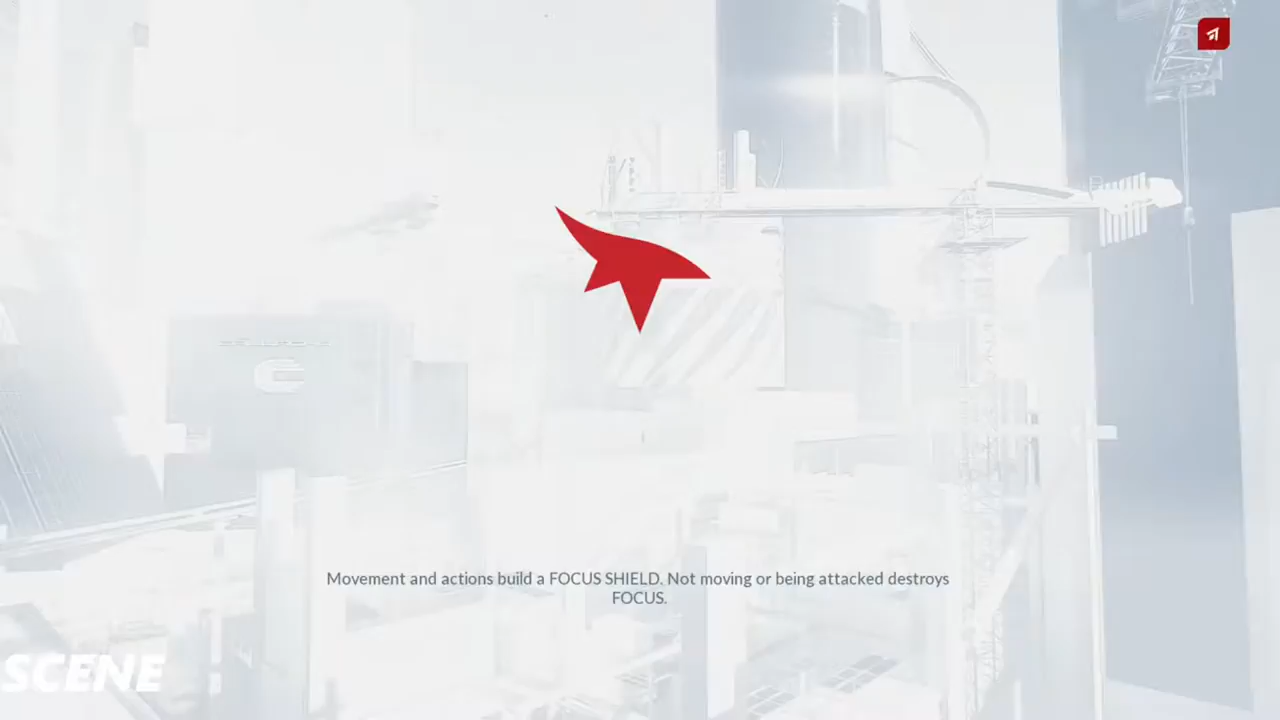 Movement and actions build a FOCUS SHIELD. Not moving or being attacked destroys
FOCUS.
SCENE